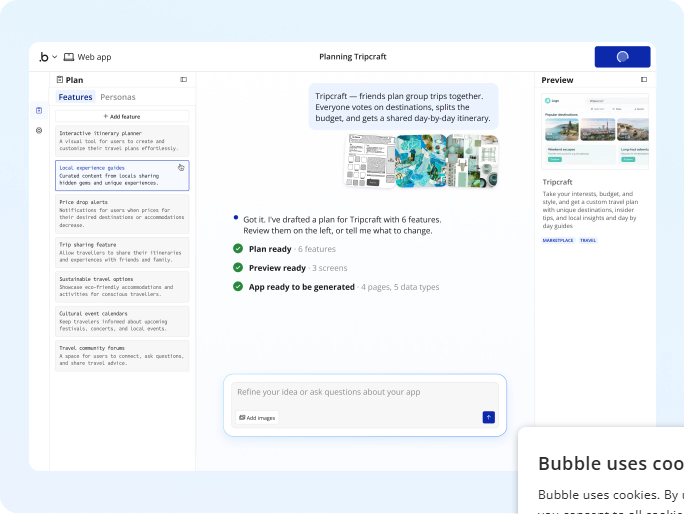 b
Web app
Planning Tripcraft
Plan
Features
Personas
+ Add feature
Interactive itinerary planner
A visual tool for users to create and
customize their travel plans effortlessly.
Local experience guides
Curated content from locals sharing
hidden gems and unique experiences.
Price drop alerts
Notifications for users when prices for
their desired destinations or accommodations
decrease.
Trip sharing feature
Allow travellers to share their itineraries
and experiences with friends and family.
Sustainable travel options
Showcase eco-friendly accommodations and
activities for conscious travellers.
Cultural event calendars
Keep travelers informed about upcoming
festivals, concerts, and local events.
Travel community forums
A space for users to connect, ask questions,
and share travel advice.
Tripcraft — friends plan group trips together.
Everyone votes on destinations, splits the
budget, and gets a shared day-by-day itinerary.
Got it. I've drafted a plan for Tripcraft with 6 features.
Review them on the left, or tell me what to change.
Plan ready · 6 features
Preview ready · 3 screens
App ready to be generated · 4 pages, 5 data types
Refine your idea or ask questions about your app
Add images
Preview
Logo
Popular destinations
Weekend escapes
Tripcraft
Take your interests, budget, and
style, and get a custom travel plan
with unique destinations, insider
tips, and local insights and day by
day guides
MARKETPLACE
TRAVEL
Bubble uses coo
Bubble uses cookies. By
you consent to all cookie